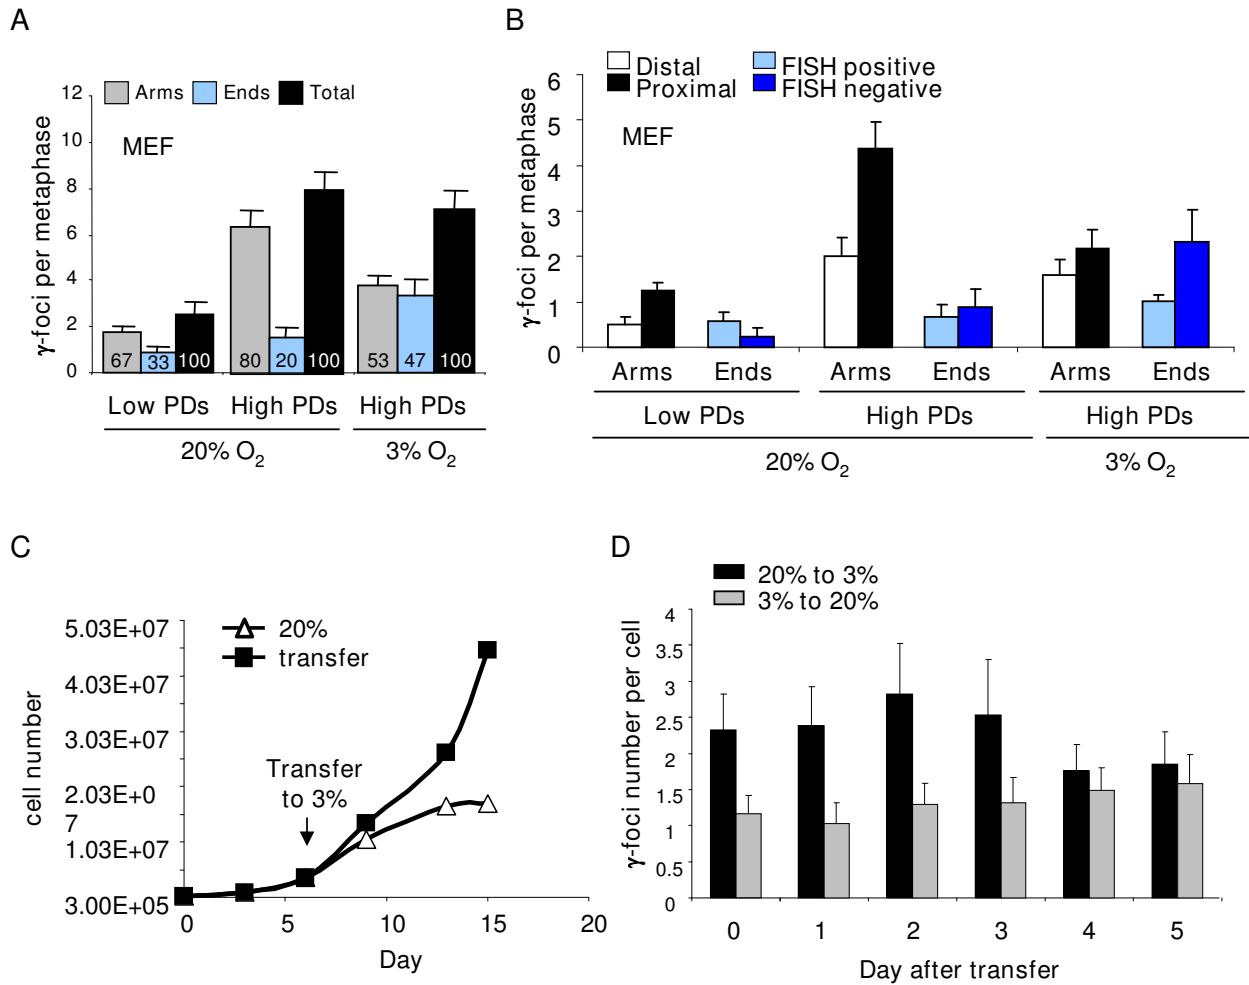 A
12
10
8
6
4
2
0
γ-foci per metaphase
Arms Ends Total
MEF
67 33 100 80 20 100 53 47 100
Low PDs High PDs High PDs
20% O2 3% O2
B
6
5
4
3
2
1
0
γ-foci per metaphase
Distal FISH positive
Proximal FISH negative
MEF
Arms Ends Arms Ends Arms Ends
Low PDs High PDs High PDs
20% O2 3% O2
C
5.03E+07
4.03E+07
3.03E+07
2.03E+0
7
1.03E+07
3.00E+05
cell number
20%
transfer
Transfer
to 3%
0 5 10 15 20
Day
D
20% to 3%
3% to 20%
4
3.5
3
2.5
2
1.5
1
0.5
0
γ-foci number per cell
0 1 2 3 4 5
Day after transfer